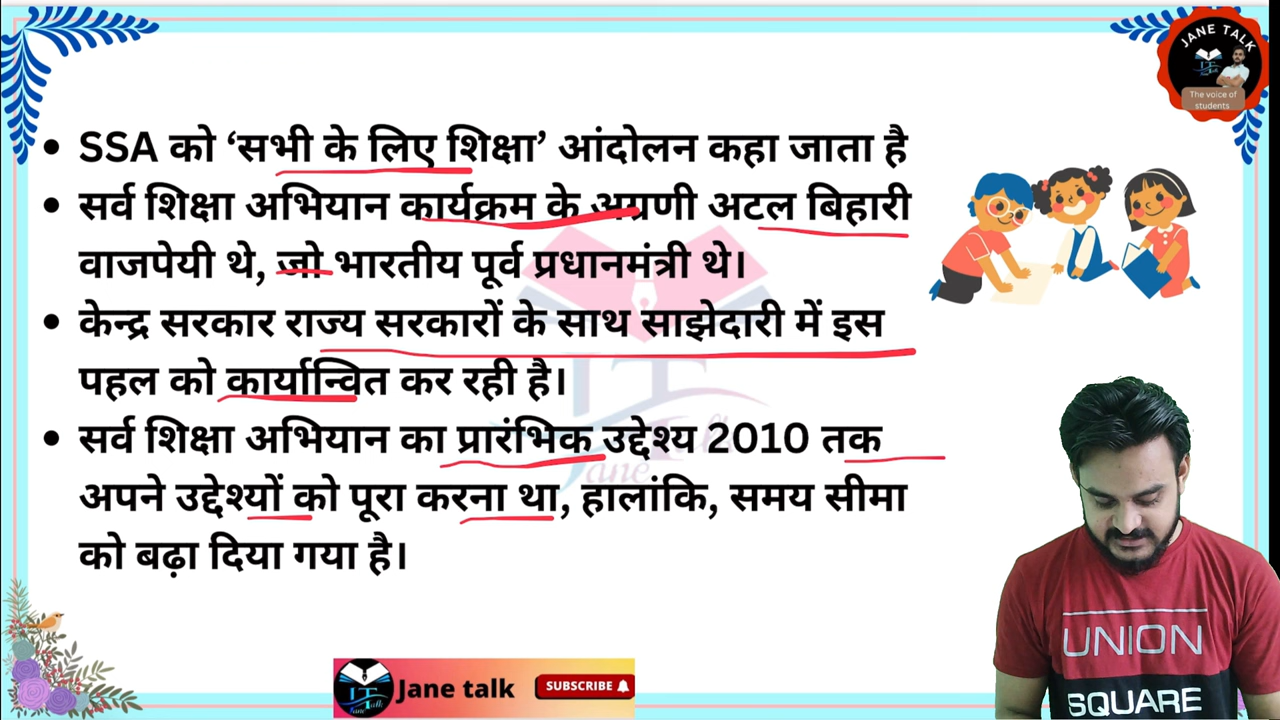 JANE TALK
The voice of
students
• SSA को ‘सभी के लिए शिक्षा’ आंदोलन कहा जाता है
• सर्व शिक्षा अभियान कार्यक्रम के अग्रणी अटल बिहारी
वाजपेयी थे, जो भारतीय पूर्व प्रधानमंत्री थे।
• केन्द्र सरकार राज्य सरकारों के साथ साझेदारी में इस
पहल को कार्यान्वित कर रही है।
• सर्व शिक्षा अभियान का प्रारंभिक उद्देश्य 2010 तक
अपने उद्देश्यों को पूरा करना था, हालांकि, समय सीमा
को बढ़ा दिया गया है।
UNION
SQUARE
Jane talk
SUBSCRIBE